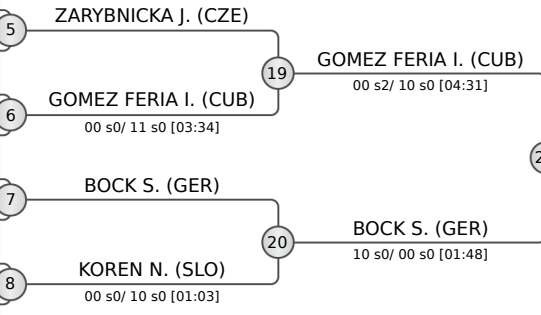 5
ZARYBNICKA J. (CZE)
19
GOMEZ FERIA I. (CUB)
00 s2/ 10 s0 [04:31]
6
GOMEZ FERIA I. (CUB)
00 s0/ 11 s0 [03:34]
7
BOCK S. (GER)
20
BOCK S. (GER)
10 s0/ 00 s0 [01:48]
8
KOREN N. (SLO)
00 s0/ 10 s0 [01:03]